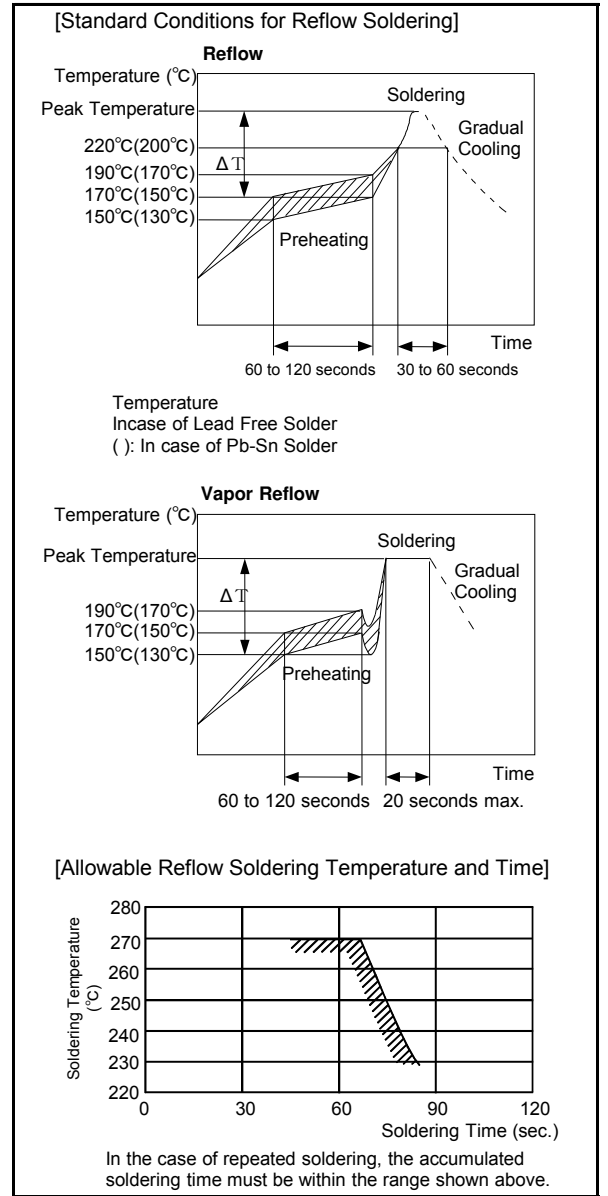 [Standard Conditions for Reflow Soldering]
Reflow
Temperature (°C)
Soldering
Peak Temperature
Gradual
Cooling
220°C(200°C)
ΔT
190°C(170°C)
170°C(150°C)
150°C(130°C)
Preheating
Time
60 to 120 seconds
30 to 60 seconds
Temperature
Incase of Lead Free Solder
( ): In case of Pb-Sn Solder
Vapor Reflow
Temperature (°C)
Soldering
Peak Temperature
Gradual
Cooling
ΔT
190°C(170°C)
170°C(150°C)
150°C(130°C)
Preheating
Time
60 to 120 seconds
20 seconds max.
[Allowable Reflow Soldering Temperature and Time]
Soldering Temperature
(°C)
280
270
260
250
240
230
220
0 30 60 90 120
Soldering Time (sec.)
In the case of repeated soldering, the accumulated
soldering time must be within the range shown above.